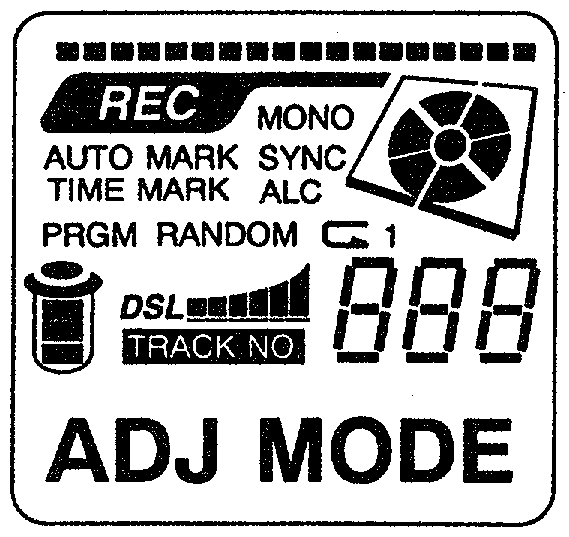 REC
MONO
AUTO MARK SYNC
TIME MARK ALC
PRGM RANDOM 1
DSL 888
TRACK NO
ADJ MODE